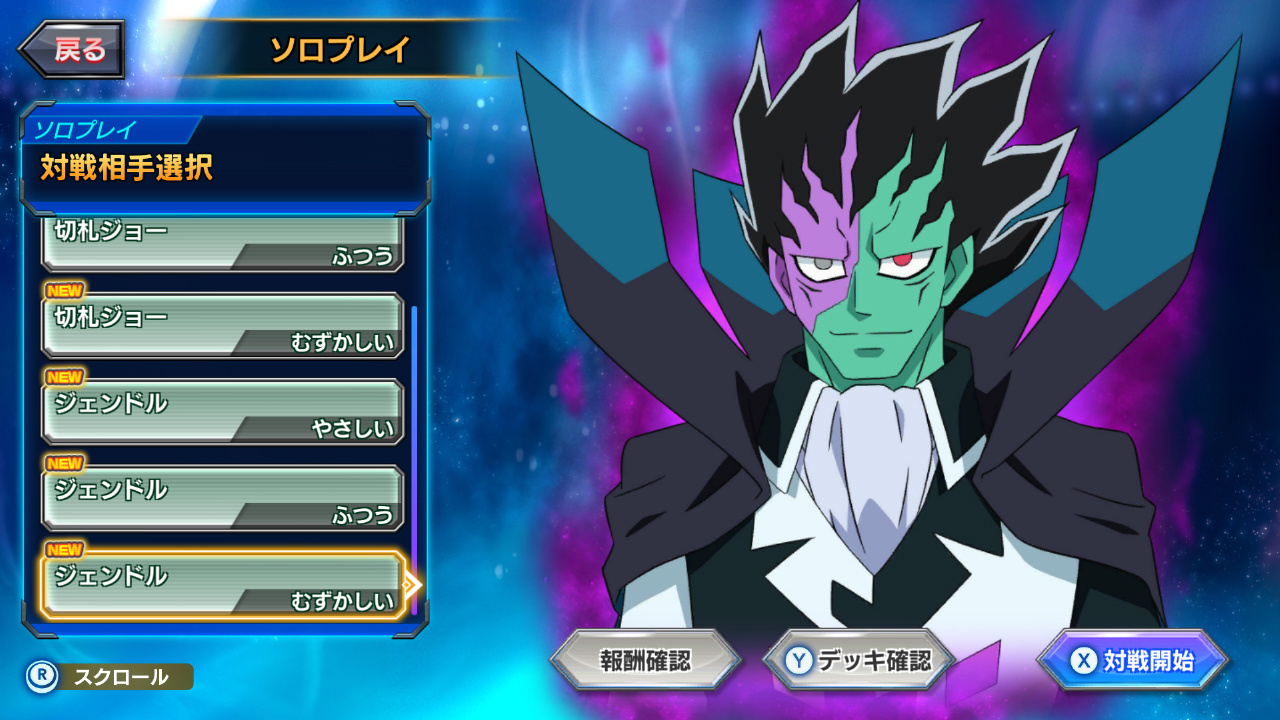 戻る
ソロプレイ
ソロプレイ
対戦相手選択
切札ジョー
ふつう
NEW
切札ジョー
むずかしい
NEW
ジェンドル
やさしい
NEW
ジェンドル
ふつう
NEW
ジェンドル
むずかしい
R スクロール
報酬確認
Y デッキ確認
X 対戦開始